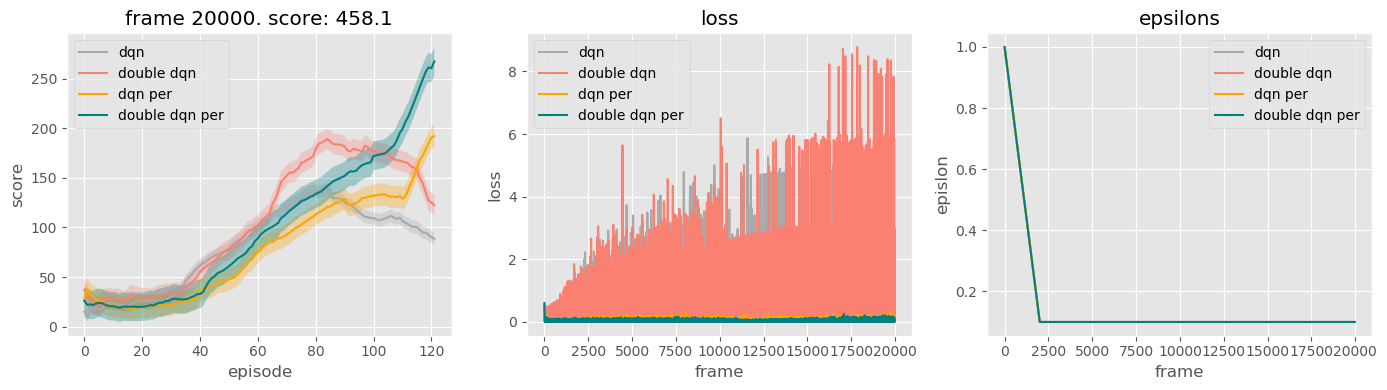 frame 20000. score: 458.1
dqn
double dqn
dqn per
double dqn per
score
250
200
150
100
50
0
0 20 40 60 80 100 120
episode
loss
dqn
double dqn
dqn per
double dqn per
loss
8
6
4
2
0
0 2500 5000 7500 10000 12500 15000 17500 20000
frame
epsilons
dqn
double dqn
dqn per
double dqn per
epislon
1.0
0.8
0.6
0.4
0.2
0 2500 5000 7500 10000 12500 15000 17500 20000
frame